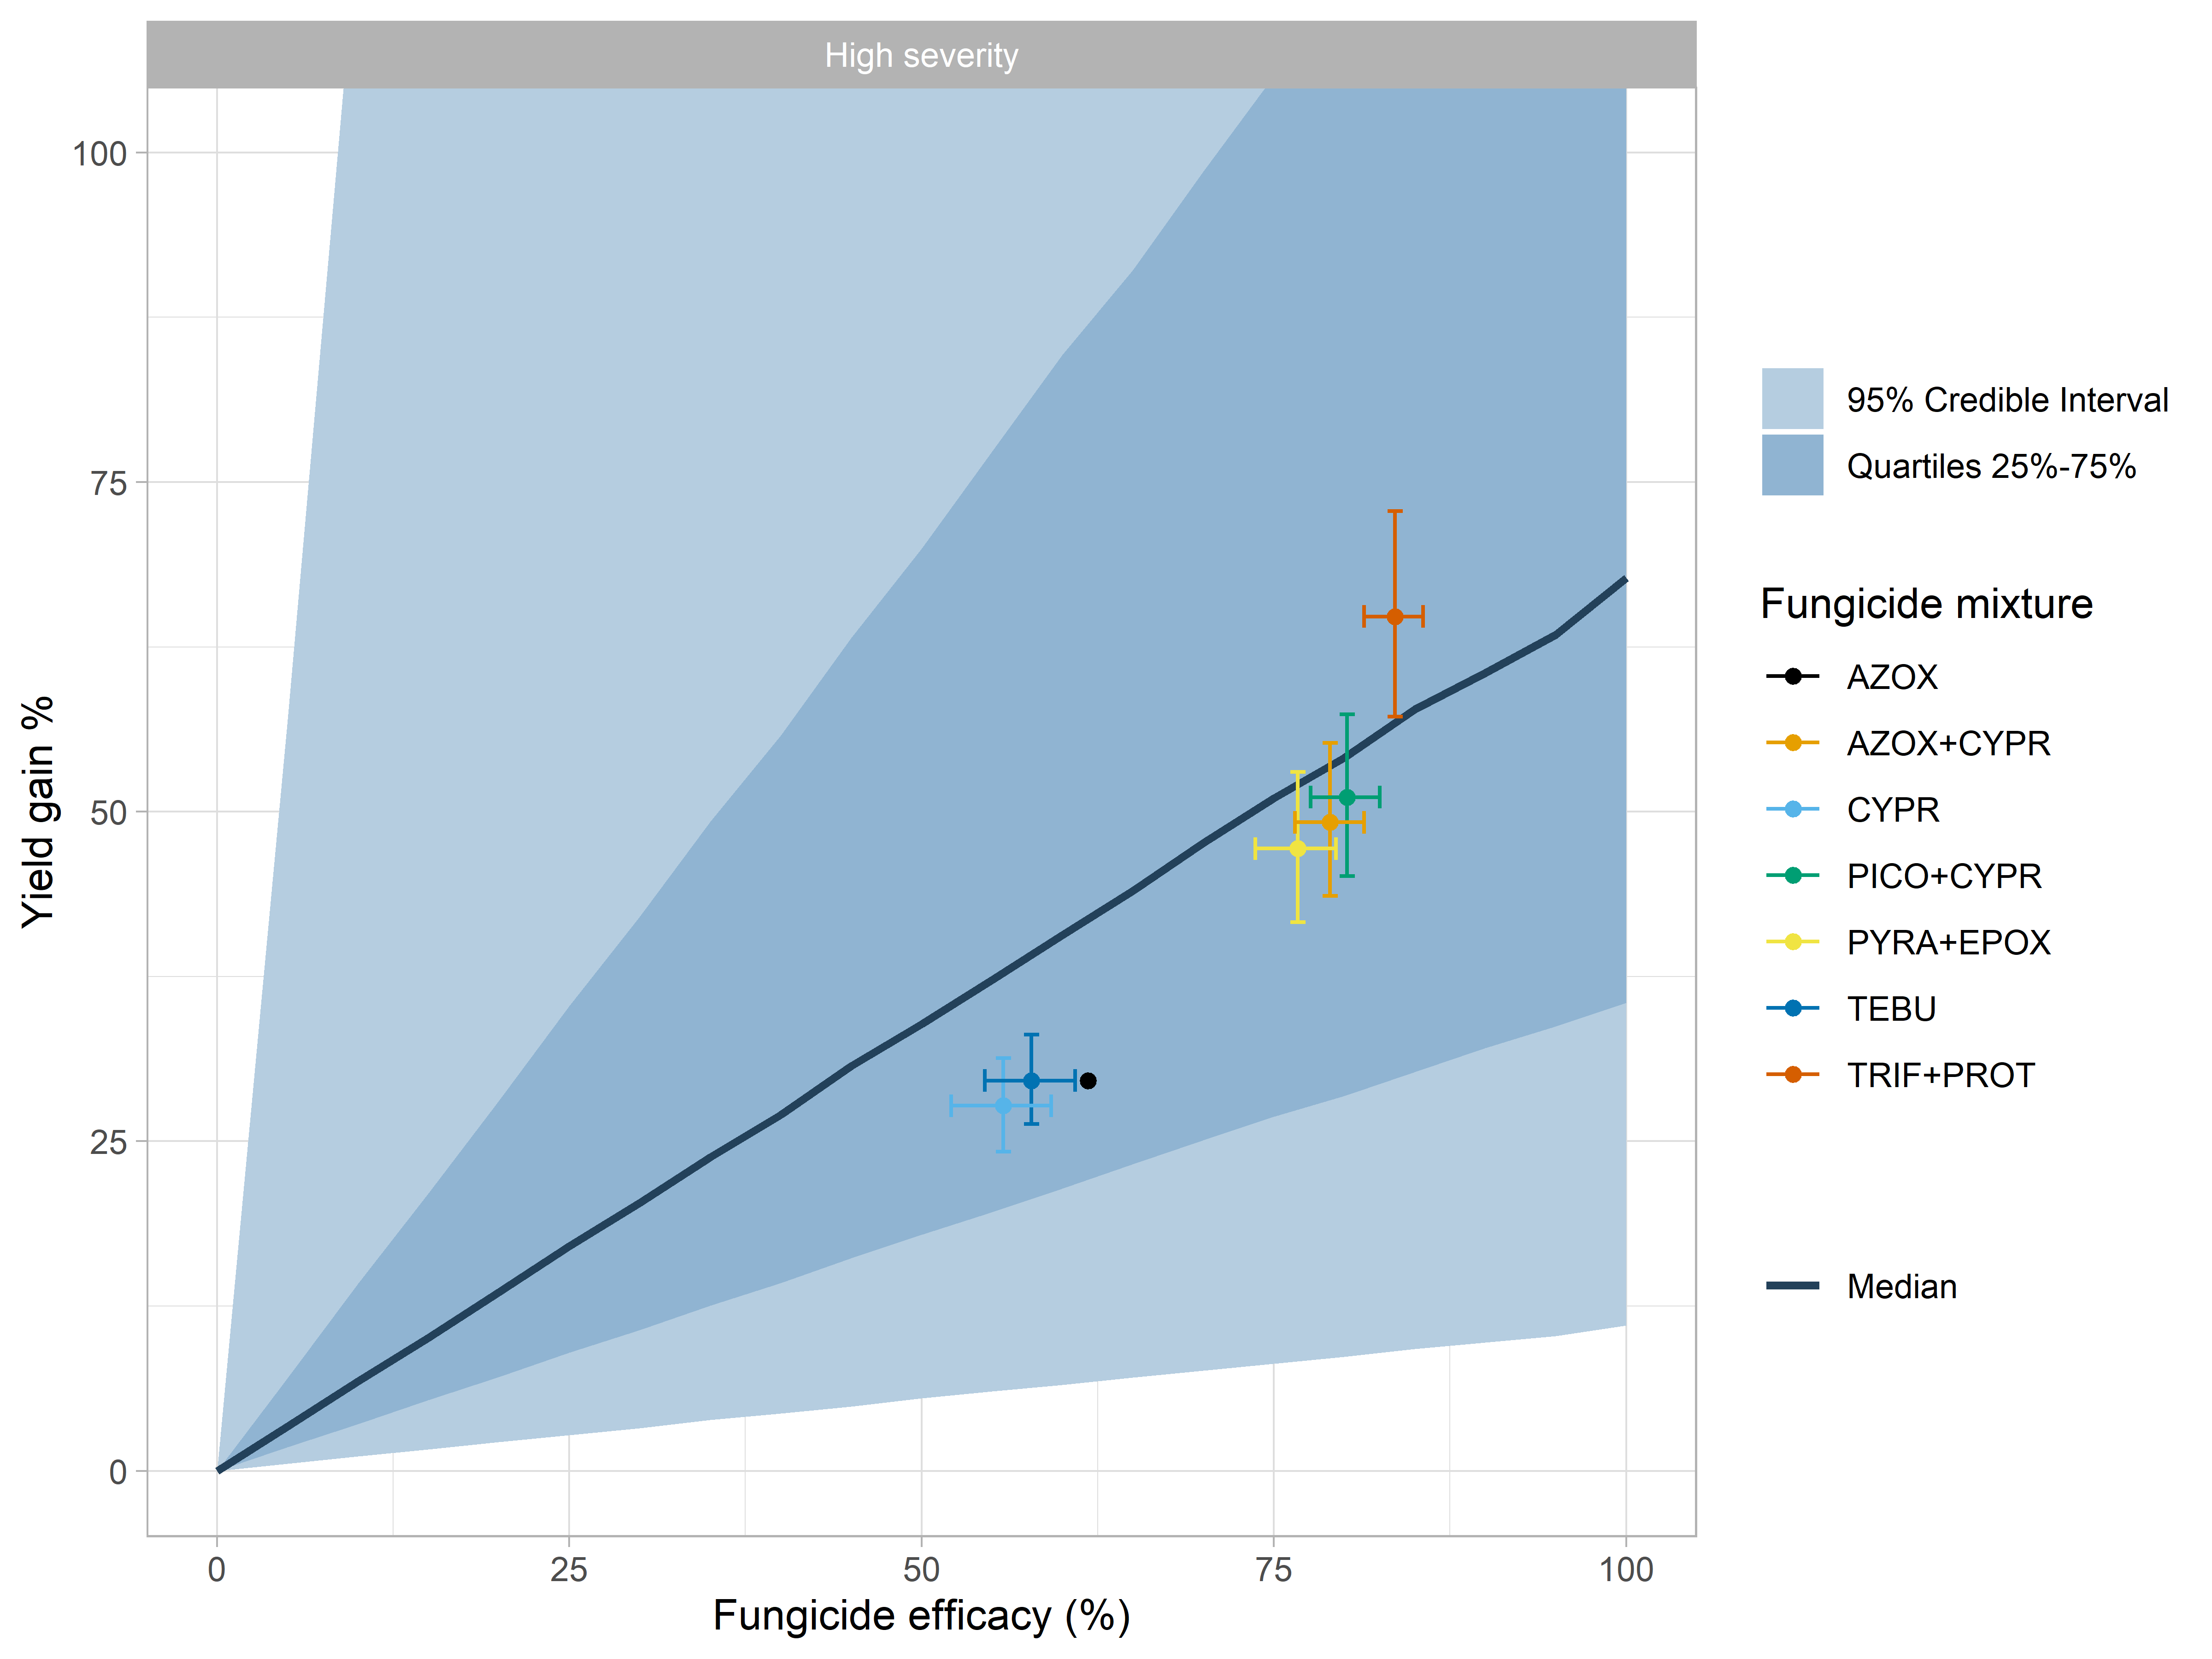 High severity
100
75
50
25
0
Yield gain %
0 25 50 75 100
Fungicide efficacy (%)
95% Credible Interval
Quartiles 25%-75%
Fungicide mixture
AZOX
AZOX+CYPR
CYPR
PICO+CYPR
PYRA+EPOX
TEBU
TRIF+PROT
Median